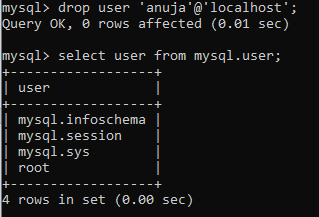 mysql> drop user 'anuja'@'localhost';
Query OK, 0 rows affected (0.01 sec)
mysql> select user from mysql.user;
+------------------+
| user             |
+------------------+
| mysql.infoschema |
| mysql.session    |
| mysql.sys        |
| root             |
+------------------+
4 rows in set (0.00 sec)